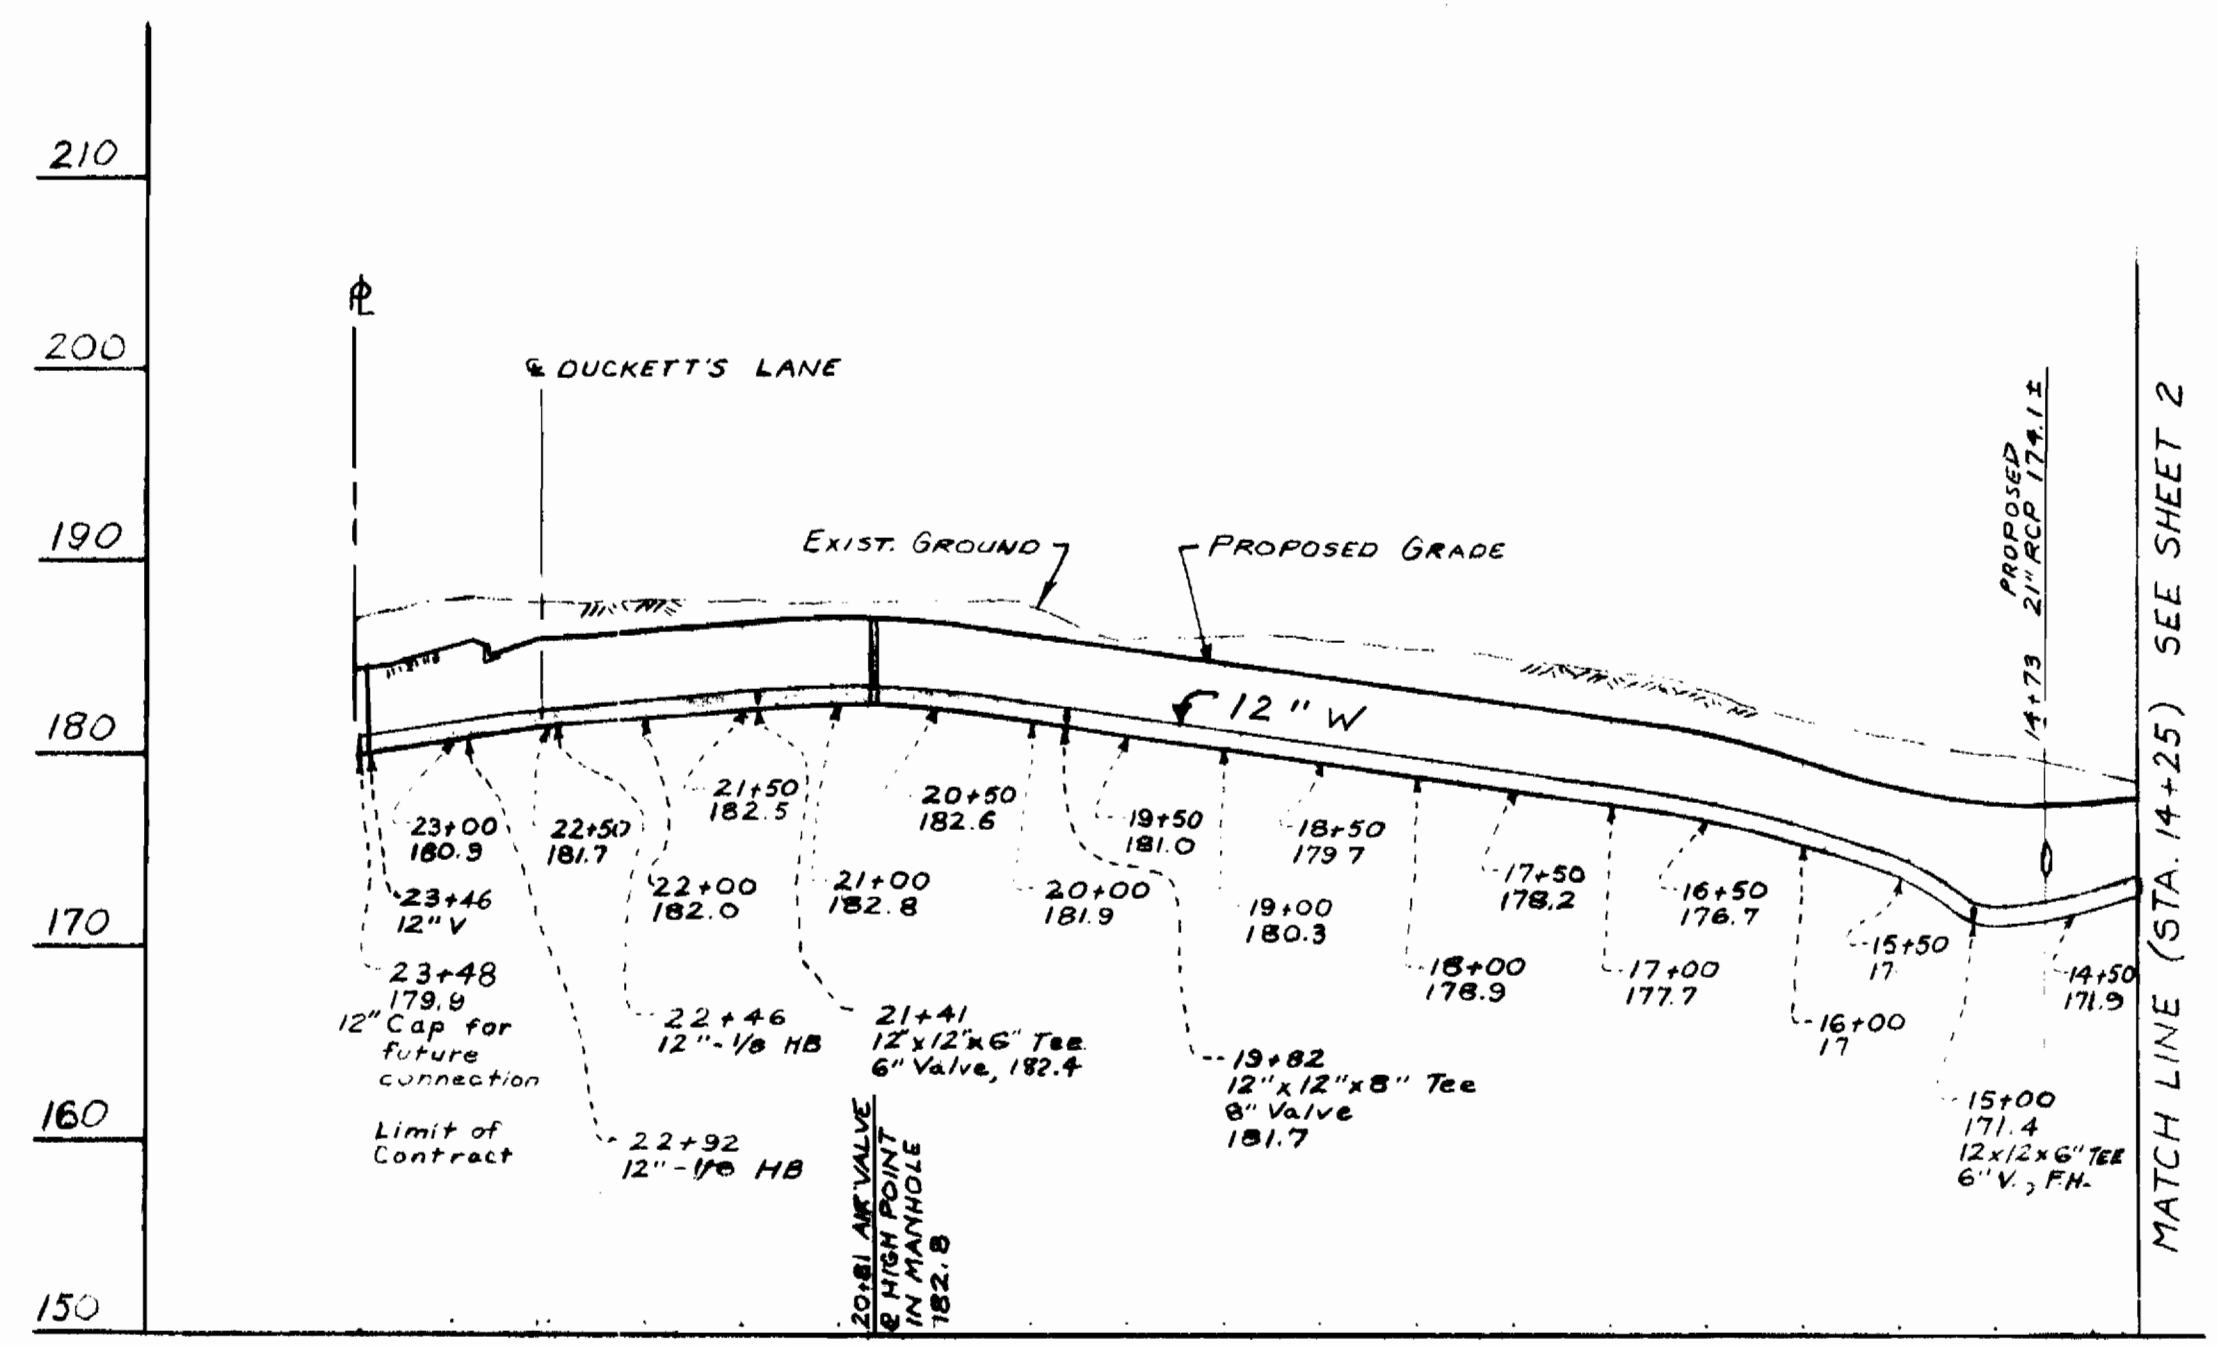 210
200
190
180
170
160
150
PL
CL DUCKETT'S LANE
EXIST. GROUND
PROPOSED GRADE
12" W
23+00
180.9
23+46
12" V
23+48
179.9
12" Cap for
future
connection
Limit of
Contract
22+50
181.7
22+00
182.0
22+46
12"-1/8 HB
22+92
12"-1/8 HB
21+50
182.5
21+00
182.8
21+41
12"x12"x6" Tee
6" Valve, 182.4
20+81 AIR VALVE
@ HIGH POINT
IN MANHOLE
182.8
20+50
182.6
20+00
181.9
19+50
181.0
19+82
12"x12"x8" Tee
8" Valve
181.7
19+00
180.3
18+50
179.7
18+00
178.9
17+50
178.2
17+00
177.7
16+50
176.7
16+00
17
15+50
17
15+00
171.4
12x12x6" TEE
6" V., F.H.
14+50
171.9
PROPOSED
14+73 21" RCP 174.1±
MATCH LINE (STA. 14+25) SEE SHEET 2